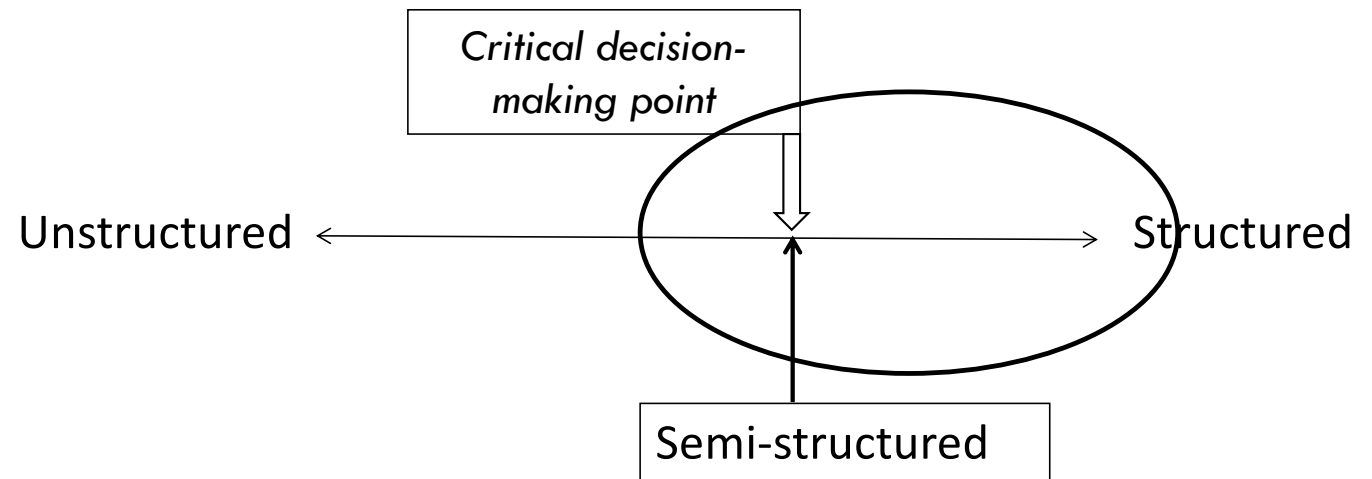 Critical decision-
making point
Unstructured
Structured
Semi-structured